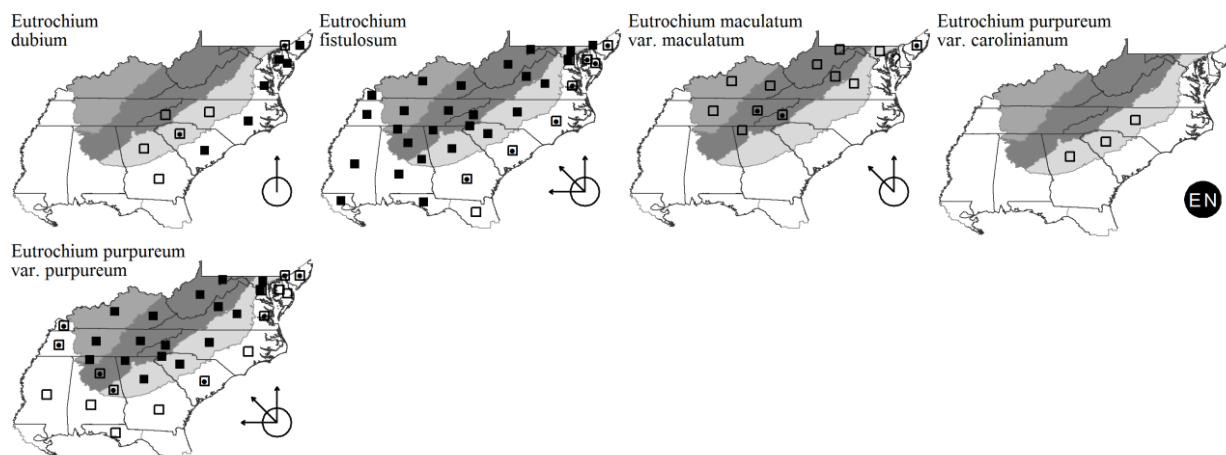 Eutrochium
dubium
Eutrochium
fistulosum
Eutrochium maculatum
var. maculatum
Eutrochium purpureum
var. carolinianum
EN
Eutrochium purpureum
var. purpureum